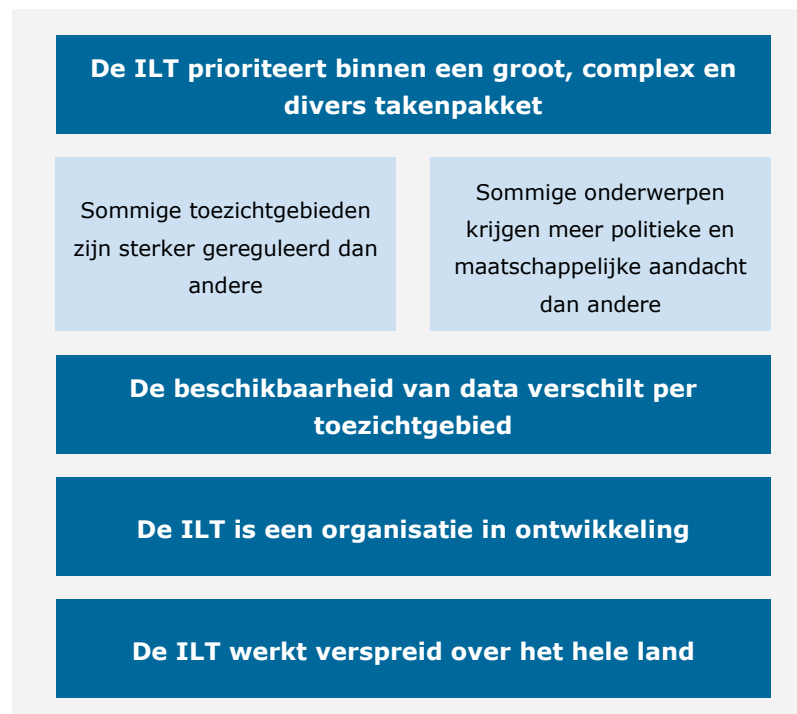 De ILT prioriteert binnen een groot, complex en
divers takenpakket
Sommige toezichtgebieden
zijn sterker gereguleerd dan
andere
Sommige onderwerpen
krijgen meer politieke en
maatschappelijke aandacht
dan andere
De beschikbaarheid van data verschilt per
toezichtgebied
De ILT is een organisatie in ontwikkeling
De ILT werkt verspreid over het hele land